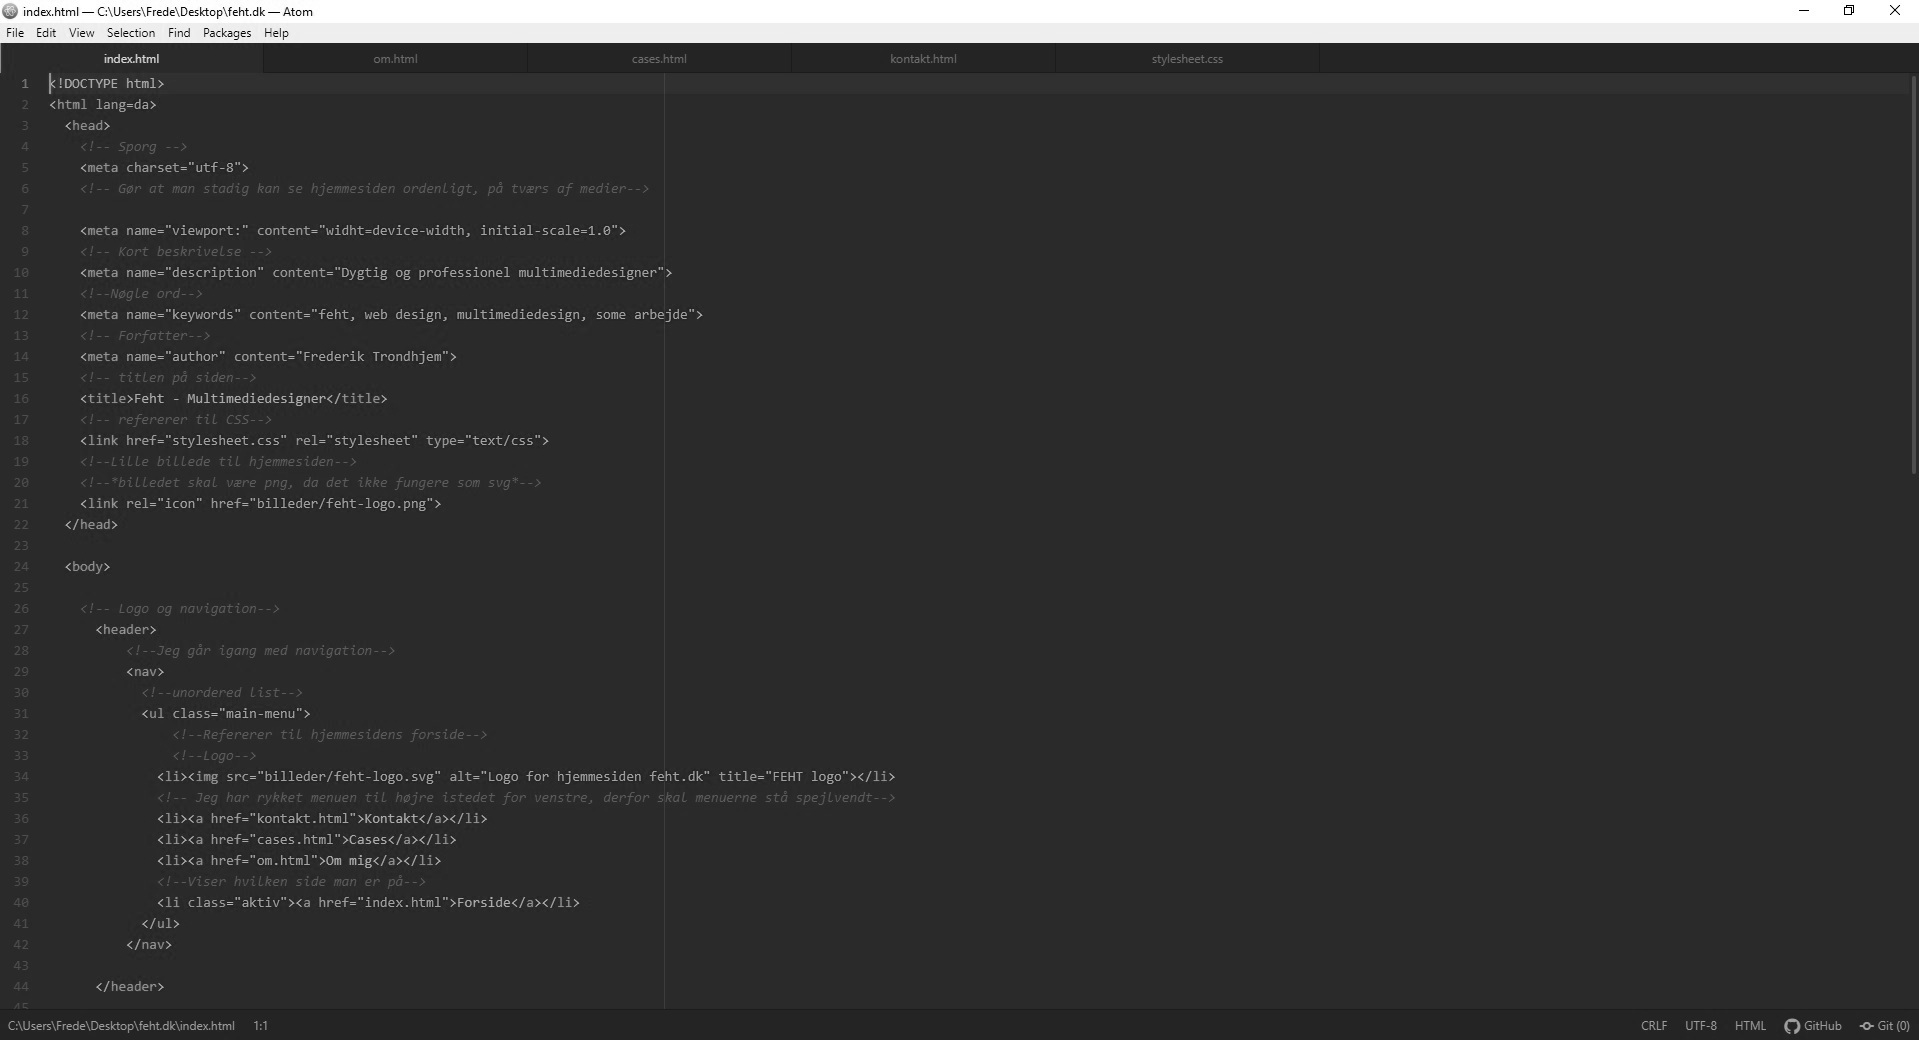 index.html — C:\Users\Frede\Desktop\feht.dk — Atom
File Edit View Selection Find Packages Help
index.html om.html cases.html kontakt.html stylesheet.css
1 <!DOCTYPE html>
2 <html lang=da>
3 <head>
4 <!-- Sporg -->
5 <meta charset="utf-8">
6 <!-- Gør at man stadig kan se hjemmesiden ordenligt, på tværs af medier-->
7
8 <meta name="viewport:" content="widht=device-width, initial-scale=1.0">
9 <!-- Kort beskrivelse -->
10 <meta name="description" content="Dygtig og professionel multimediedesigner">
11 <!--Nøgle ord-->
12 <meta name="keywords" content="feht, web design, multimediedesign, some arbejde">
13 <!-- Forfatter-->
14 <meta name="author" content="Frederik Trondhjem">
15 <!-- titlen på siden-->
16 <title>Feht - Multimediedesigner</title>
17 <!-- refererer til CSS-->
18 <link href="stylesheet.css" rel="stylesheet" type="text/css">
19 <!--Lille billede til hjemmesiden-->
20 <!--*billedet skal være png, da det ikke fungere som svg*-->
21 <link rel="icon" href="billeder/feht-logo.png">
22 </head>
23
24 <body>
25
26 <!-- Logo og navigation-->
27 <header>
28 <!--Jeg går igang med navigation-->
29 <nav>
30 <!--unordered list-->
31 <ul class="main-menu">
32 <!--Refererer til hjemmesidens forside-->
33 <!--Logo-->
34 <li><img src="billeder/feht-logo.svg" alt="Logo for hjemmesiden feht.dk" title="FEHT logo"></li>
35 <!-- Jeg har rykket menuen til højre istedet for venstre, derfor skal menuerne stå spejlvendt-->
36 <li><a href="kontakt.html">Kontakt</a></li>
37 <li><a href="cases.html">Cases</a></li>
38 <li><a href="om.html">Om mig</a></li>
39 <!--Viser hvilken side man er på-->
40 <li class="aktiv"><a href="index.html">Forside</a></li>
41 </ul>
42 </nav>
43
44 </header>
45
C:\Users\Frede\Desktop\feht.dk\index.html 1:1 CRLF UTF-8 HTML GitHub Git (0)